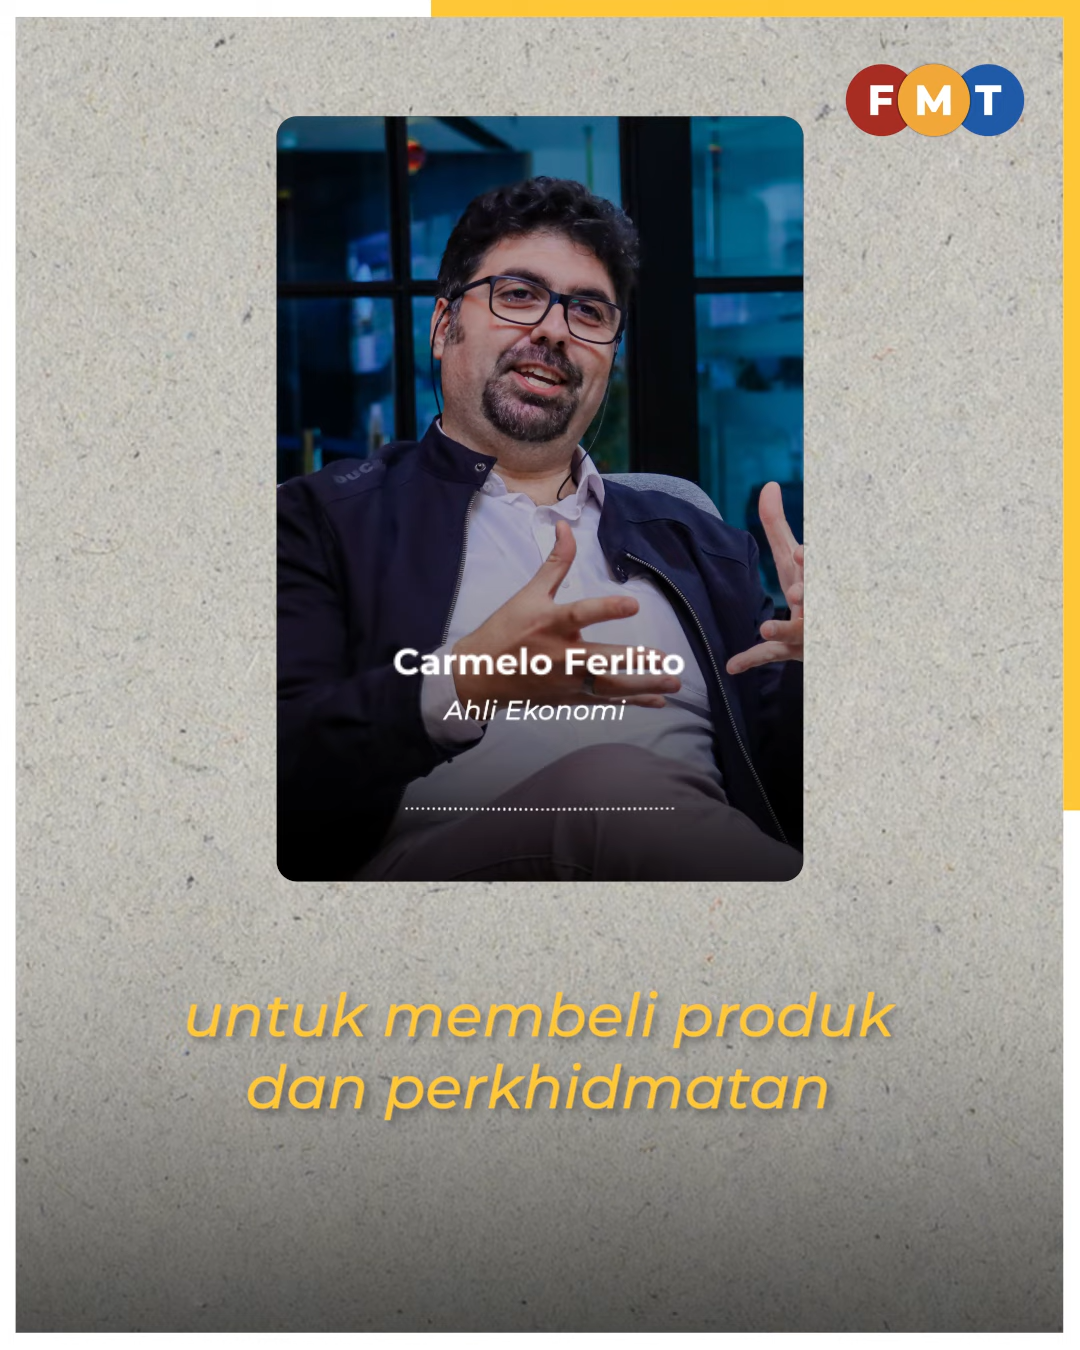 FMT
Carmelo Ferlito
Ahli Ekonomi
untuk membeli produk
dan perkhidmatan